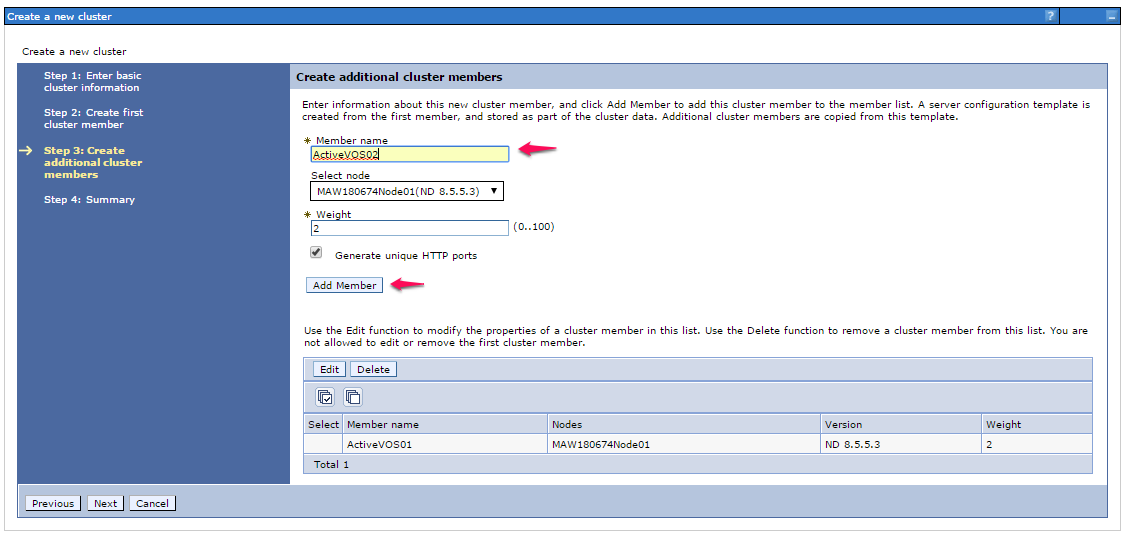 Create a new cluster
?
Create a new cluster
Step 1: Enter basic
cluster information
Step 2: Create first
cluster member
Step 3: Create
additional cluster
members
Step 4: Summary
Create additional cluster members
Enter information about this new cluster member, and click Add Member to add this cluster member to the member list. A server configuration template is
created from the first member, and stored as part of the cluster data. Additional cluster members are copied from this template.
* Member name
ActiveVOS02
Select node
MAW180674Node01(ND 8.5.5.3)
* Weight
2 (0..100)
Generate unique HTTP ports
Add Member
Use the Edit function to modify the properties of a cluster member in this list. Use the Delete function to remove a cluster member from this list. You are
not allowed to edit or remove the first cluster member.
Edit Delete
Select Member name Nodes Version Weight
ActiveVOS01 MAW180674Node01 ND 8.5.5.3 2
Total 1
Previous Next Cancel